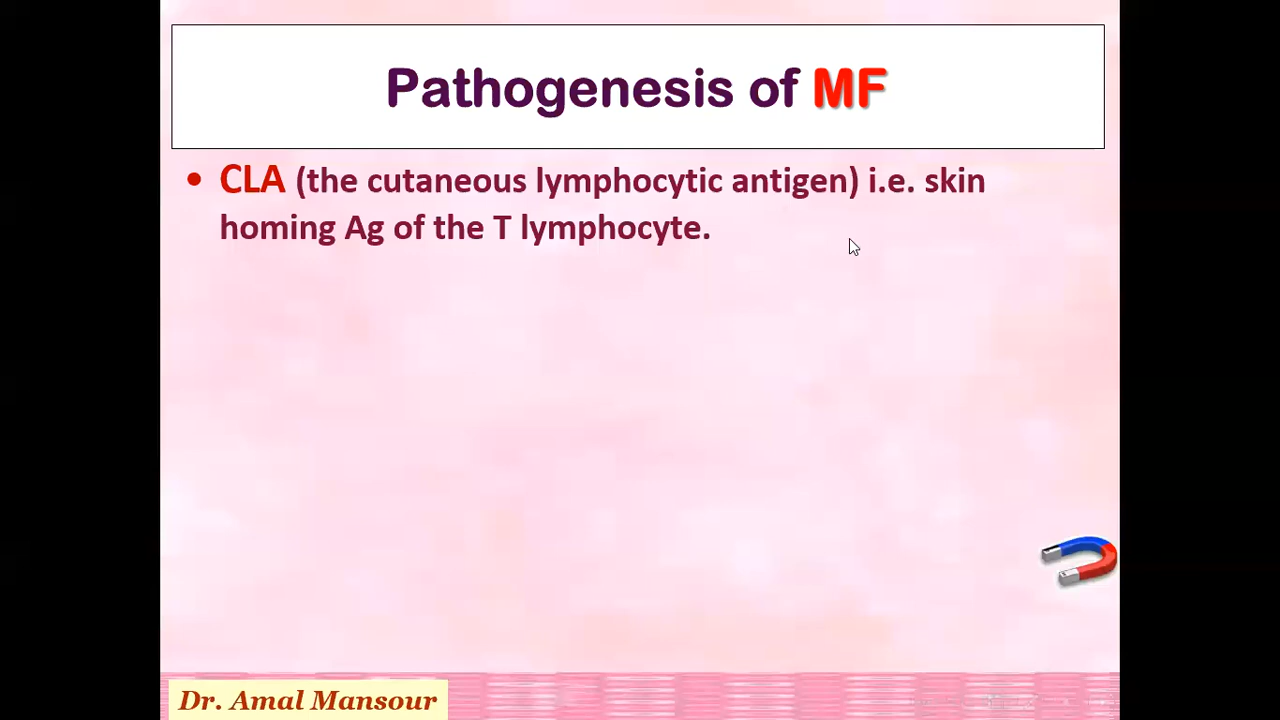 Pathogenesis of MF
• CLA (the cutaneous lymphocytic antigen) i.e. skin
homing Ag of the T lymphocyte.
Dr. Amal Mansour